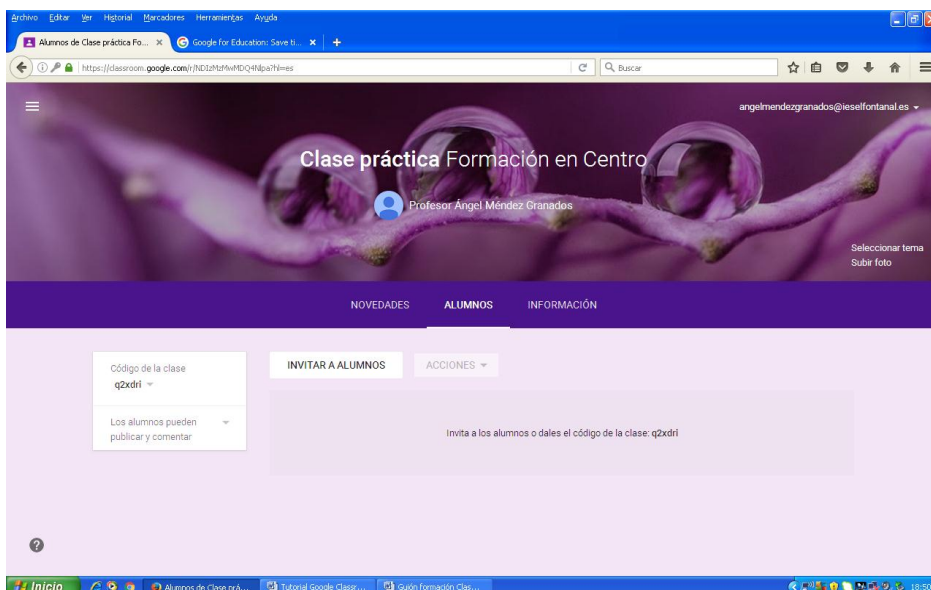 Archivo Editar Ver Historial Marcadores Herramientas Ayuda
Alumnos de Clase práctica Fo... × Google for Education: Save ti... × +
https://classroom.google.com/r/NDIzMzMwMDQ4Nlpa?hl=es Buscar
angelmendezgranados@ieselfontanal.es
Clase práctica Formación en Centro
Profesor Ángel Méndez Granados
Seleccionar tema
Subir foto
NOVEDADES ALUMNOS INFORMACIÓN
Código de la clase
q2xdri
Los alumnos pueden
publicar y comentar
INVITAR A ALUMNOS ACCIONES
Invita a los alumnos o dales el código de la clase: q2xdri
?
Inicio Alumnos de Clase prá... Tutorial Google Classr... Guión formación Clas... 18:50